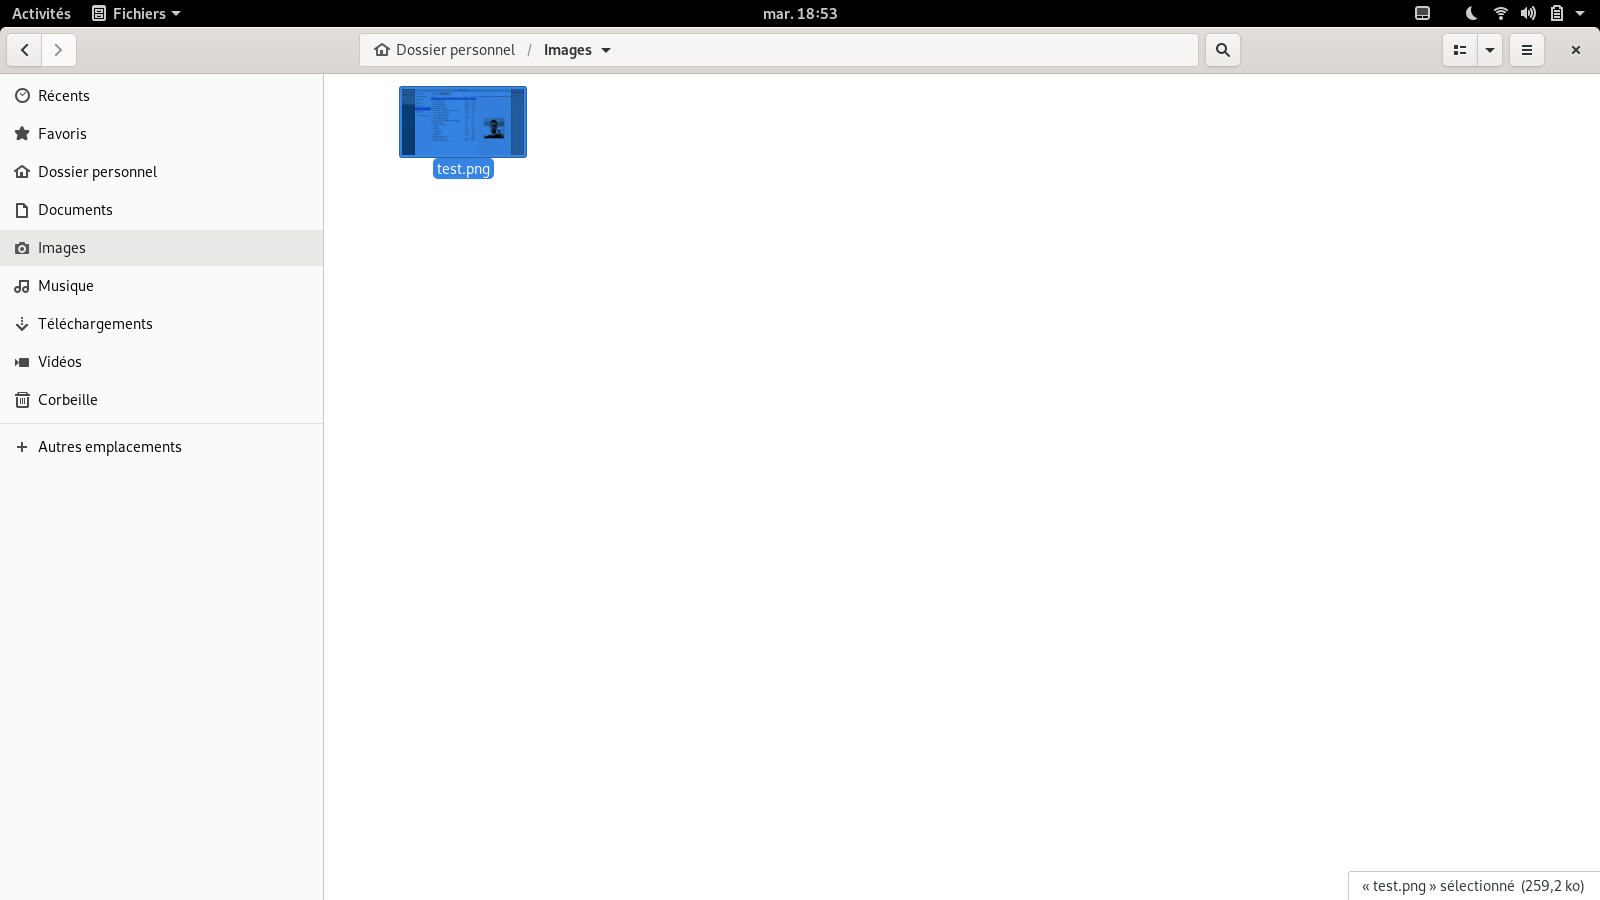 Activités Fichiers mar. 18:53
Dossier personnel / Images
Récents
Favoris
Dossier personnel
Documents
Images
Musique
Téléchargements
Vidéos
Corbeille
Autres emplacements
test.png
« test.png » sélectionné (259,2 ko)